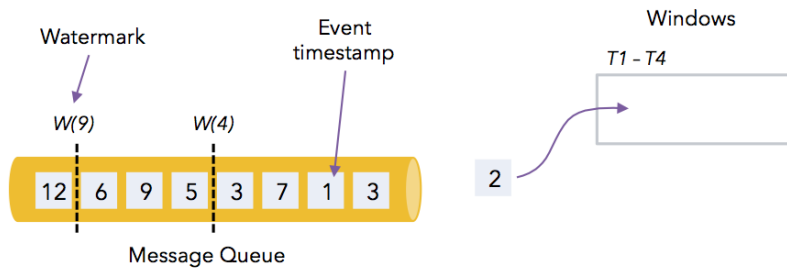 Watermark
Event
timestamp
Windows
T1 – T4
W(9)
W(4)
12 6 9 5 3 7 1 3
2
Message Queue